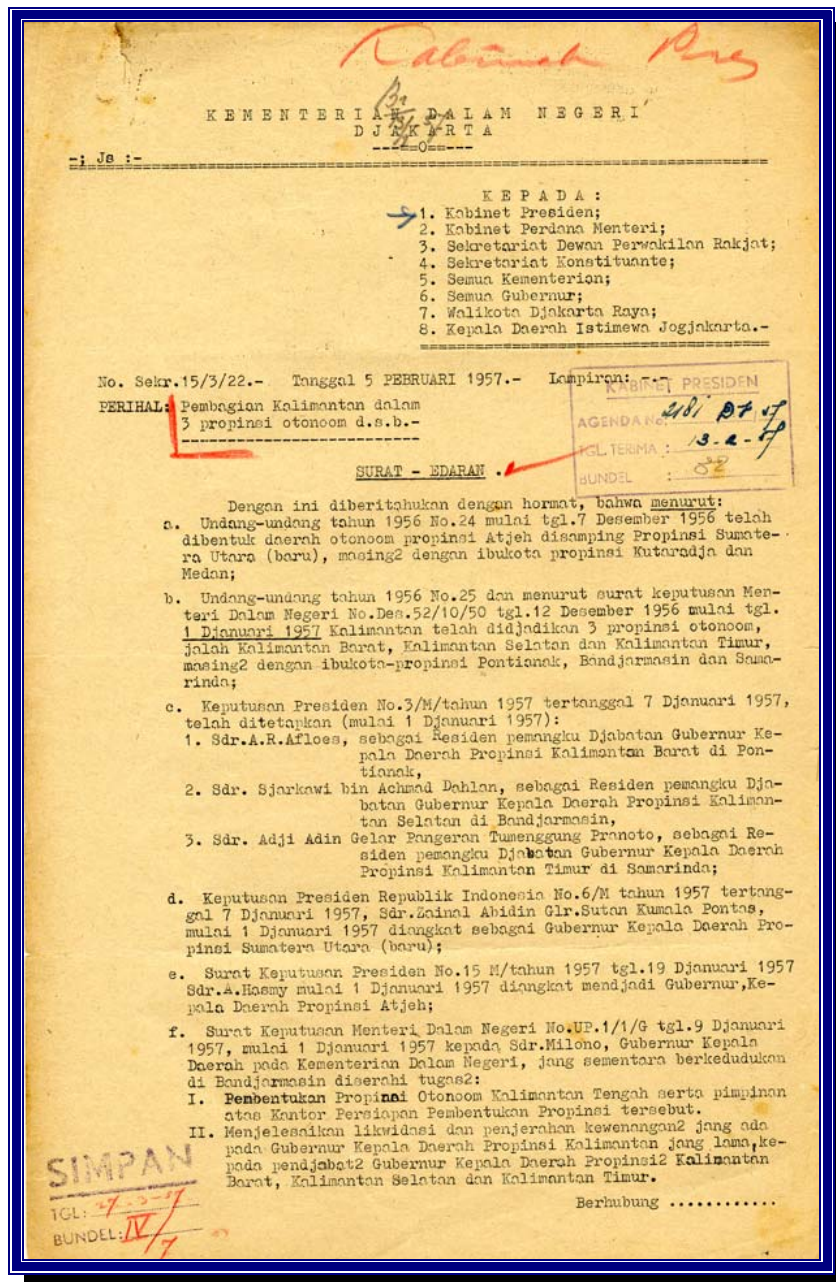 Kabinet Pres
KEMENTERIAN DALAM NEGERI
DJAKARTA
---==O==---
-; Js :-
KEPADA:
1. Kabinet Presiden;
2. Kabinet Perdana Menteri;
3. Sekretariat Dewan Perwakilan Rakjat;
4. Sekretariat Konstituante;
5. Semua Kementerian;
6. Semua Gubernur;
7. Walikota Djakarta Raya;
8. Kepala Daerah Istimewa Jogjakarta.-
No. Sekr.15/3/22.- Tanggal 5 PEBRUARI 1957.- Lampiran: -.-
KABINET PRESIDEN
AGENDA No. 2181
TGL. TERIMA : 13-2-57
BUNDEL :
PERIHAL: Pembagian Kalimantan dalam
3 propinsi otonoom d.s.b.-
SURAT - EDARAN .
Dengan ini diberitahukan dengan hormat, bahwa menurut:
a. Undang-undang tahun 1956 No.24 mulai tgl.7 Desember 1956 telah
dibentuk daerah otonoom propinsi Atjeh disamping Propinsi Sumate-
ra Utara (baru), masing2 dengan ibukota propinsi Kutaradja dan
Medan;
b. Undang-undang tahun 1956 No.25 dan menurut surat keputusan Men-
teri Dalam Negeri No.Des.52/10/50 tgl.12 Desember 1956 mulai tgl.
1 Djanuari 1957 Kalimantan telah didjadikan 3 propinsi otonoom,
jalah Kalimantan Barat, Kalimantan Selatan dan Kalimantan Timur,
masing2 dengan ibukota-propinsi Pontianak, Bandjarmasin dan Sama-
rinda;
c. Keputusan Presiden No.3/M/tahun 1957 tertanggal 7 Djanuari 1957,
telah ditetapkan (mulai 1 Djanuari 1957):
1. Sdr.A.R.Afloes, sebagai Residen pemangku Djabatan Gubernur Ke-
pala Daerah Propinsi Kalimantan Barat di Pon-
tianak,
2. Sdr. Sjarkawi bin Achmad Dahlan, sebagai Residen pemangku Dja-
batan Gubernur Kepala Daerah Propinsi Kaliman-
tan Selatan di Bandjarmasin,
3. Sdr. Adji Adin Gelar Pangeran Tumenggung Pranoto, sebagai Re-
siden pemangku Djabatan Gubernur Kepala Daerah
Propinsi Kalimantan Timur di Samarinda;
d. Keputusan Presiden Republik Indonesia No.6/M tahun 1957 tertang-
gal 7 Djanuari 1957, Sdr.Zainal Abidin Glr.Sutan Kumala Pontas,
mulai 1 Djanuari 1957 diangkat sebagai Gubernur Kepala Daerah Pro-
pinsi Sumatera Utara (baru);
e. Surat Keputusan Presiden No.15 M/tahun 1957 tgl.19 Djanuari 1957
Sdr.A.Hasmy mulai 1 Djanuari 1957 diangkat mendjadi Gubernur,Ke-
pala Daerah Propinsi Atjeh;
f. Surat Keputusan Menteri Dalam Negeri No.UP.1/1/G tgl.9 Djanuari
1957, mulai 1 Djanuari 1957 kepada Sdr.Milono, Gubernur Kepala
Daerah pada Kementerian Dalam Negeri, jang sementara berkedudukan
di Bandjarmasin diserahi tugas2:
I. Pembentukan Propinsi Otonoom Kalimantan Tengah serta pimpinan
atas Kantor Persiapan Pembentukan Propinsi tersebut.
II. Menjelesaikan likwidasi dan penjerahan kewenangan2 jang ada
pada Gubernur Kepala Daerah Propinsi Kalimantan jang lama,ke-
pada pendjabat2 Gubernur Kepala Daerah Propinsi2 Kalimantan
Barat, Kalimantan Selatan dan Kalimantan Timur.
Berhubung ............
SIMPAN
TGL: 27-3-57
BUNDEL: IV/7